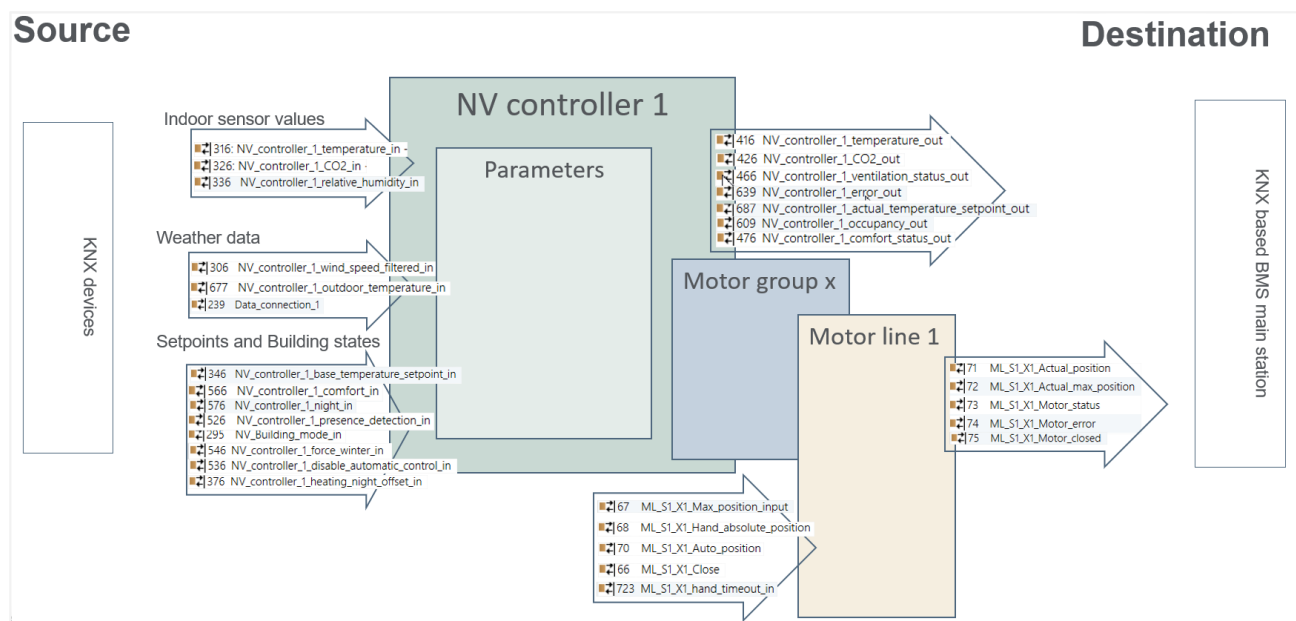 Source
Destination
KNX devices
Indoor sensor values
316: NV_controller_1_temperature_in -
326: NV_controller_1_CO2_in -
336 NV_controller_1_relative_humidity_in
Weather data
306 NV_controller_1_wind_speed_filtered_in
677 NV_controller_1_outdoor_temperature_in
239 Data_connection_1
Setpoints and Building states
346 NV_controller_1_base_temperature_setpoint_in
566 NV_controller_1_comfort_in
576 NV_controller_1_night_in
526 NV_controller_1_presence_detection_in
295 NV_Building_mode_in
546 NV_controller_1_force_winter_in
536 NV_controller_1_disable_automatic_control_in
376 NV_controller_1_heating_night_offset_in
NV controller 1
Parameters
416 NV_controller_1_temperature_out
426 NV_controller_1_CO2_out
466 NV_controller_1_ventilation_status_out
639 NV_controller_1_error_out
687 NV_controller_1_actual_temperature_setpoint_out
609 NV_controller_1_occupancy_out
476 NV_controller_1_comfort_status_out
Motor group x
Motor line 1
67 ML_S1_X1_Max_position_input
68 ML_S1_X1_Hand_absolute_position
70 ML_S1_X1_Auto_position
66 ML_S1_X1_Close
723 ML_S1_X1_hand_timeout_in
71 ML_S1_X1_Actual_position
72 ML_S1_X1_Actual_max_position
73 ML_S1_X1_Motor_status
74 ML_S1_X1_Motor_error
75 ML_S1_X1_Motor_closed
KNX based BMS main station